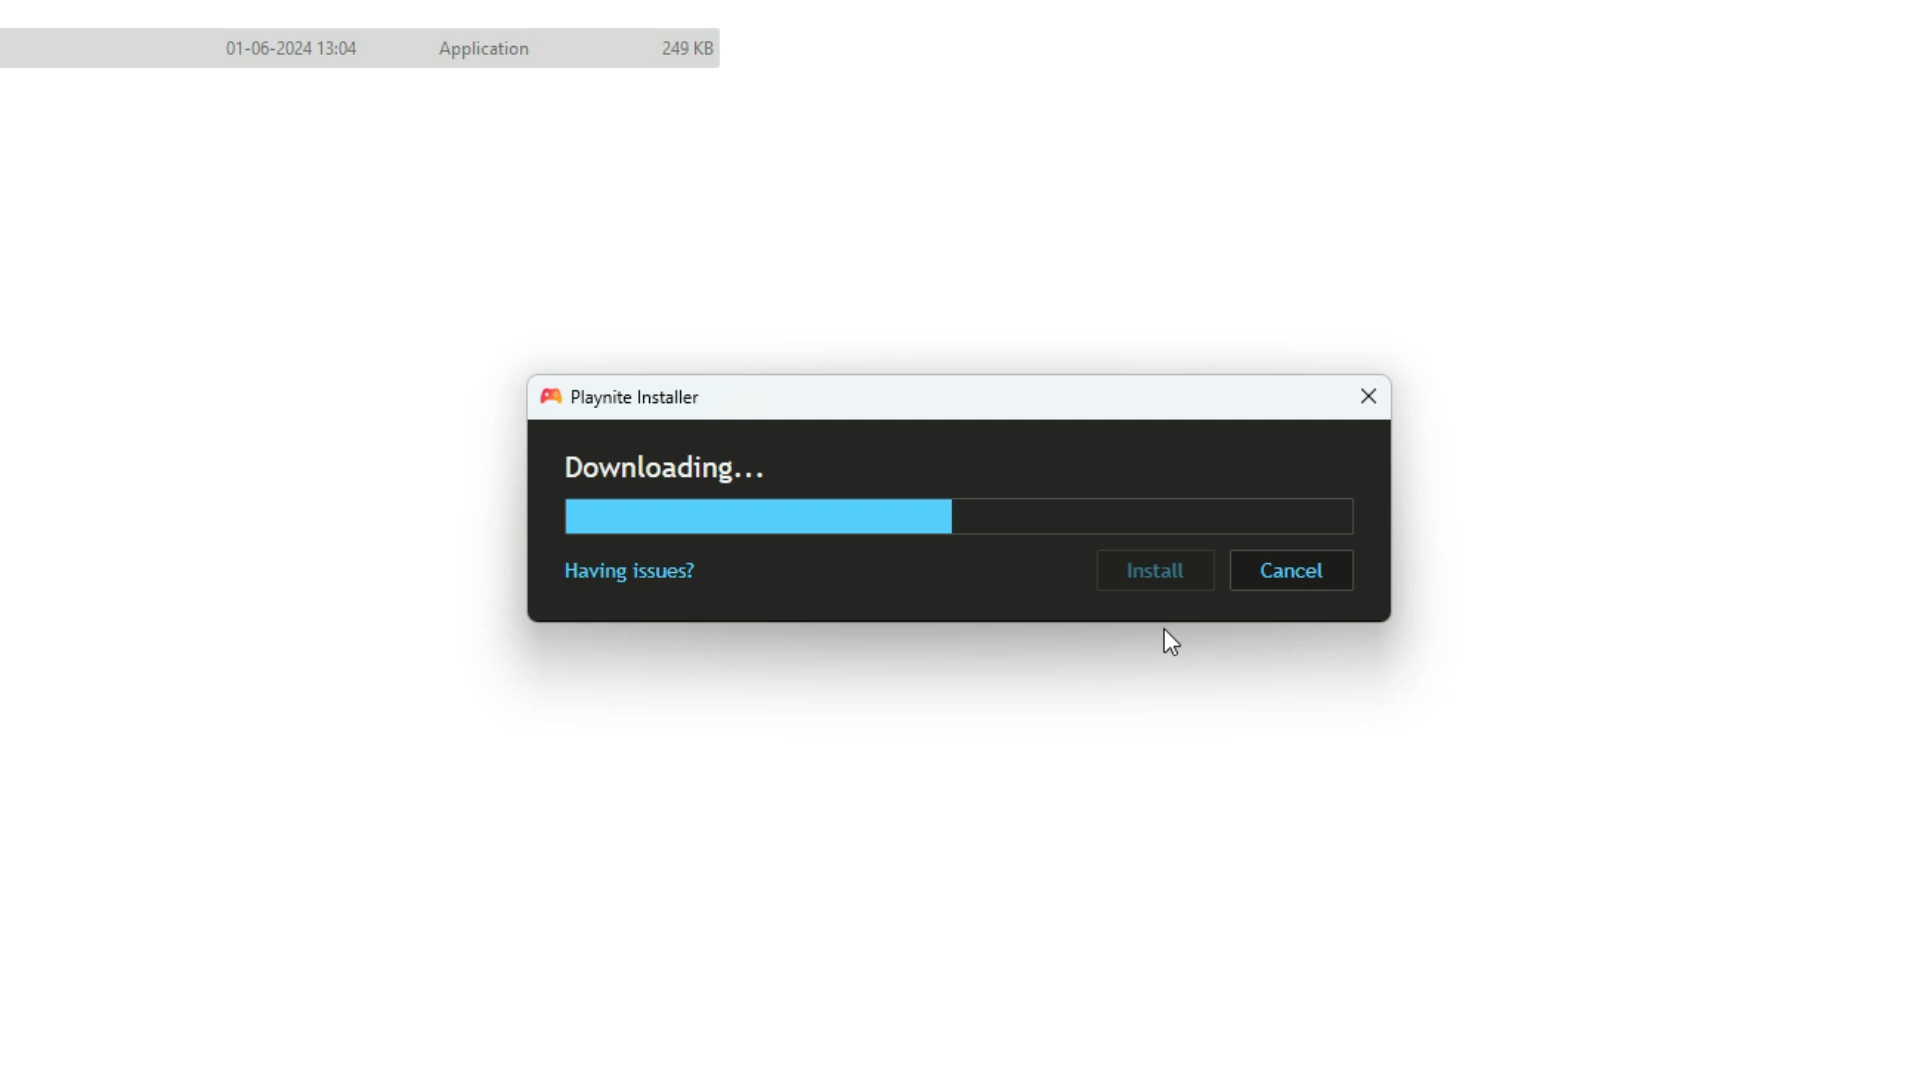 01-06-2024 13:04 Application 249 KB
Playnite Installer
Downloading...
Having issues? Install Cancel